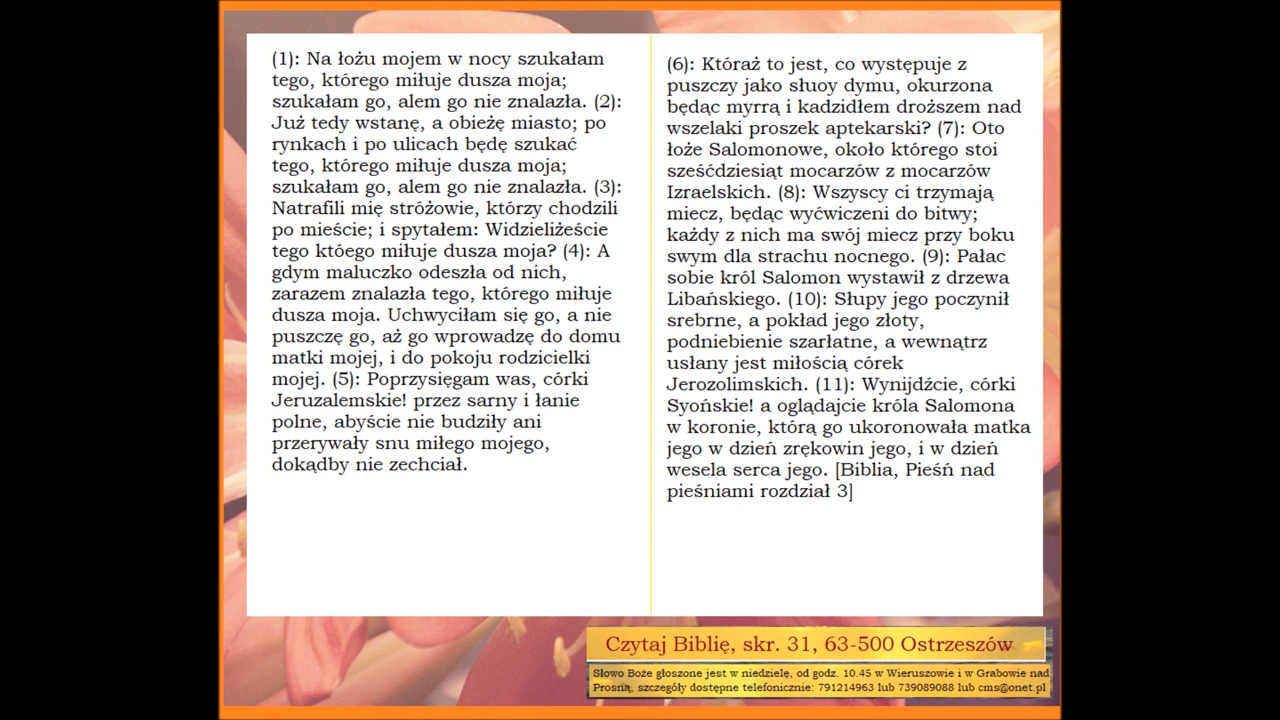 (1): Na łożu mojem w nocy szukałam
tego, którego miłuje dusza moja;
szukałam go, alem go nie znalazła. (2):
Już tedy wstanę, a obieżę miasto; po
rynkach i po ulicach będę szukać
tego, którego miłuje dusza moja;
szukałam go, alem go nie znalazła. (3):
Natrafili mię stróżowie, którzy chodzili
po mieście; i spytałem: Widzieliżeście
tego któego miłuje dusza moja? (4): A
gdym maluczko odeszła od nich,
zarazem znalazła tego, którego miłuje
dusza moja. Uchwyciłam się go, a nie
puszczę go, aż go wprowadzę do domu
matki mojej, i do pokoju rodzicielki
mojej. (5): Poprzysięgam was, córki
Jeruzalemskie! przez sarny i łanie
polne, abyście nie budziły ani
przerywały snu miłego mojego,
dokądby nie zechciał.
(6): Któraż to jest, co występuje z
puszczy jako słuoy dymu, okurzona
będąc myrrą i kadzidłem droższem nad
wszelaki proszek aptekarski? (7): Oto
łoże Salomonowe, około którego stoi
sześćdziesiąt mocarzów z mocarzów
Izraelskich. (8): Wszyscy ci trzymają
miecz, będąc wyćwiczeni do bitwy;
każdy z nich ma swój miecz przy boku
swym dla strachu nocnego. (9): Pałac
sobie król Salomon wystawił z drzewa
Libańskiego. (10): Słupy jego poczynił
srebrne, a pokład jego złoty,
podniebienie szarłatne, a wewnątrz
usłany jest miłością córek
Jerozolimskich. (11): Wynijdźcie, córki
Syońskie! a oglądajcie króla Salomona
w koronie, którą go ukoronowała matka
jego w dzień zrękowin jego, i w dzień
wesela serca jego. [Biblia, Pieśń nad
pieśniami rozdział 3]
Czytaj Biblię, skr. 31, 63-500 Ostrzeszów
Słowo Boże głoszone jest w niedzielę, od godz. 10.45 w Wieruszowie i w Grabowie nad
Prosną, szczegóły dostępne telefonicznie: 791214963 lub 739089088 lub cms@onet.pl